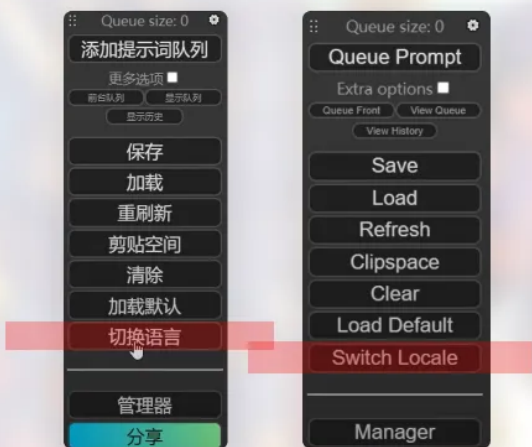 Queue size: 0
添加提示词队列
更多选项
前台队列 显示队列
显示历史
保存
加载
重刷新
剪贴空间
清除
加载默认
切换语言
管理器
分享
Queue size: 0
Queue Prompt
Extra options
Queue Front View Queue
View History
Save
Load
Refresh
Clipspace
Clear
Load Default
Switch Locale
Manager